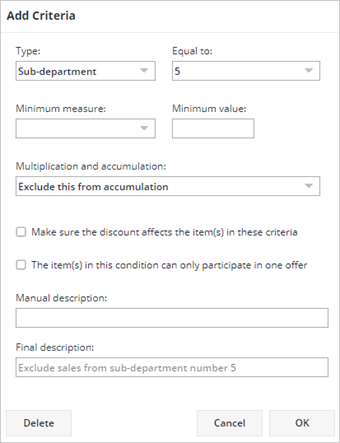 Add Criteria
Type: Equal to:
Sub-department 5
Minimum measure: Minimum value:
Multiplication and accumulation:
Exclude this from accumulation
Make sure the discount affects the item(s) in these criteria
The item(s) in this condition can only participate in one offer
Manual description:
Final description:
Exclude sales from sub-department number 5
Delete Cancel OK